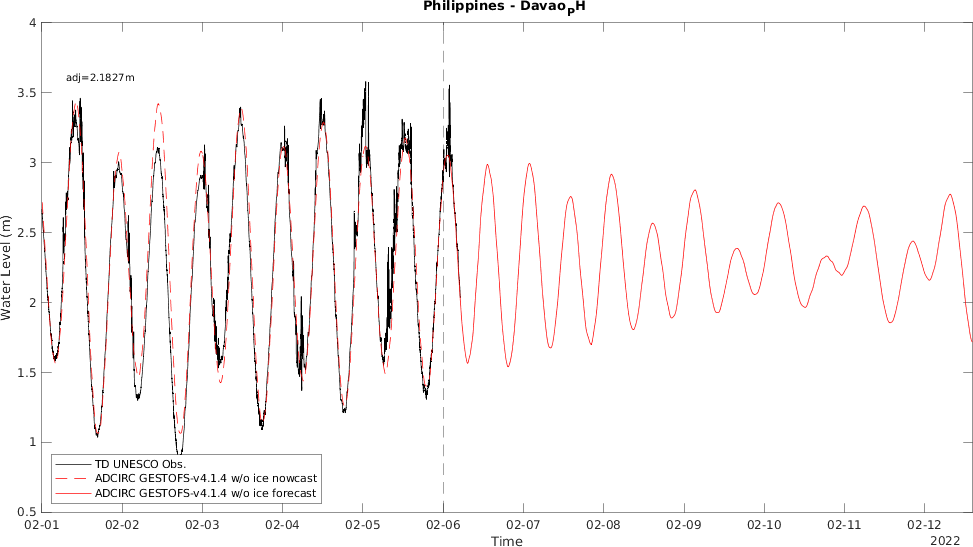 Philippines - DavaopH
adj=2.1827m
4
3.5
3
2.5
2
1.5
1
0.5
Water Level (m)
TD UNESCO Obs.
ADCIRC GESTOFS-v4.1.4 w/o ice nowcast
ADCIRC GESTOFS-v4.1.4 w/o ice forecast
02-01 02-02 02-03 02-04 02-05 02-06 02-07 02-08 02-09 02-10 02-11 02-12
Time
2022